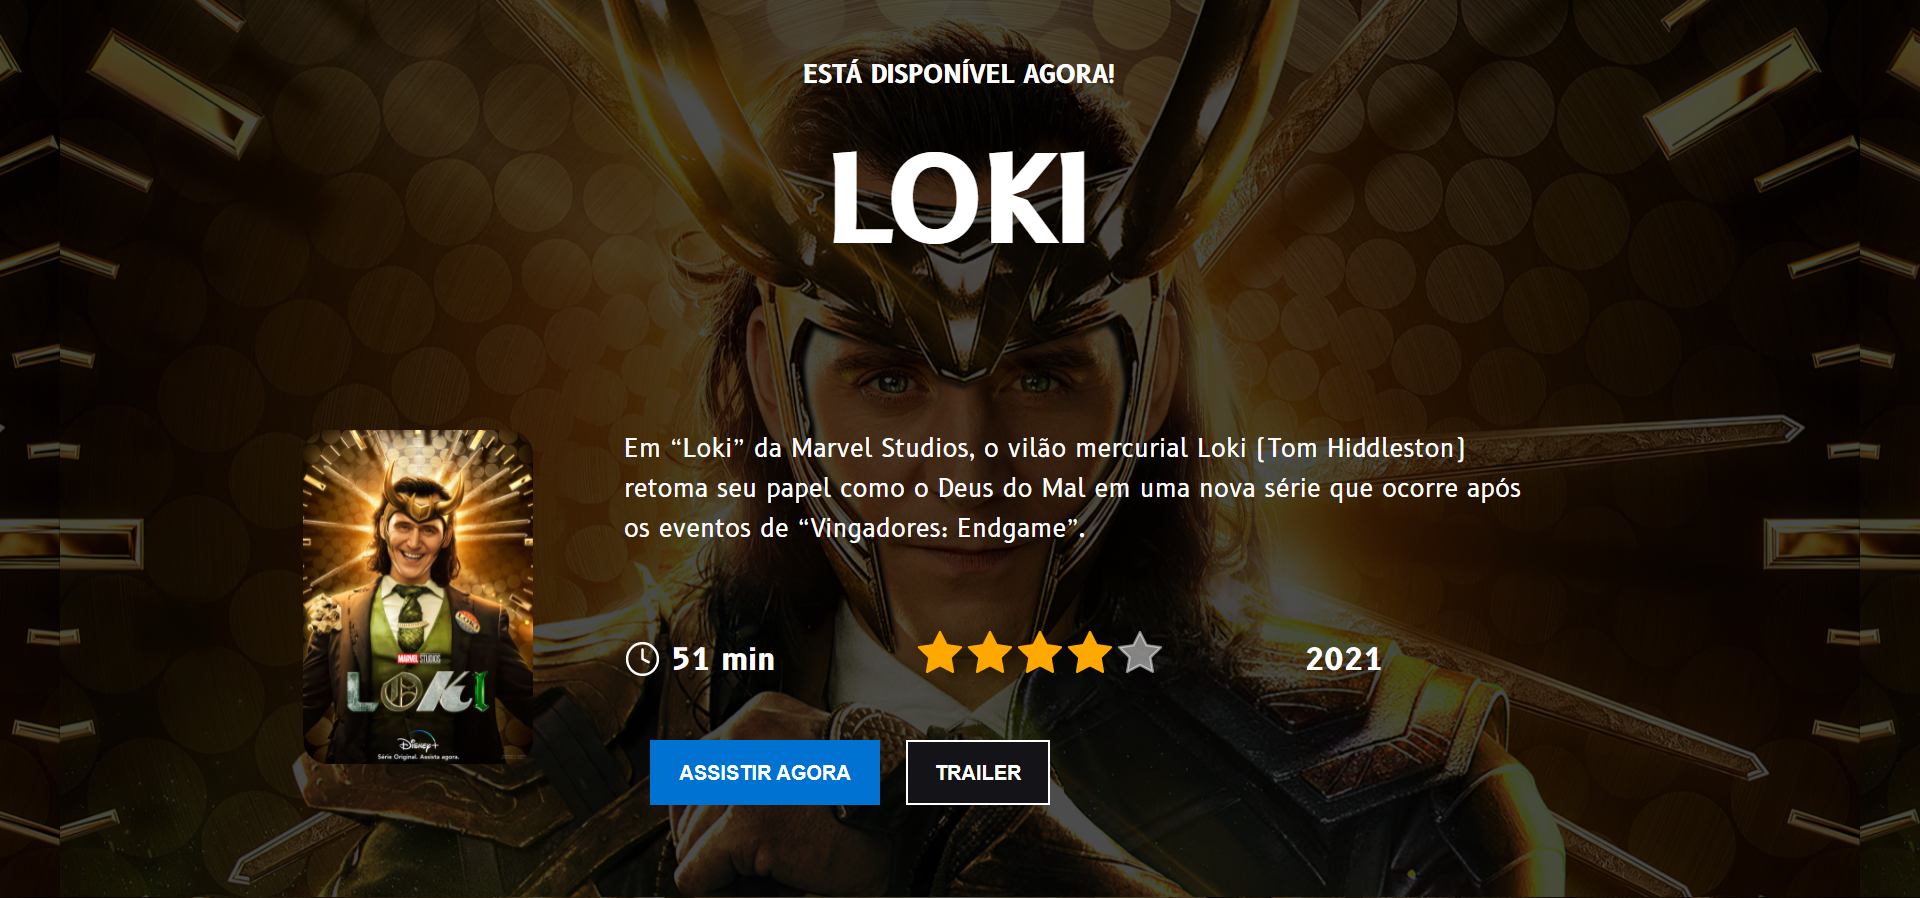 ESTÁ DISPONÍVEL AGORA!
LOKI
Em “Loki” da Marvel Studios, o vilão mercurial Loki (Tom Hiddleston)
retoma seu papel como o Deus do Mal em uma nova série que ocorre após
os eventos de “Vingadores: Endgame”.
LOKI
MARVEL STUDIOS
LOKI
Disney+
Série Original. Assista agora.
51 min
2021
ASSISTIR AGORA
TRAILER